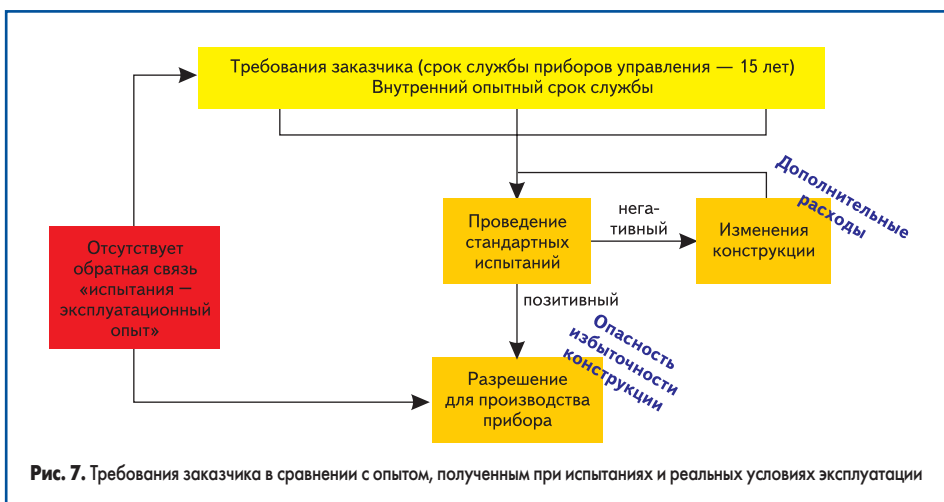 Требования заказчика (срок службы приборов управления — 15 лет)
Внутренний опытный срок службы
Дополнительные
расходы
Проведение
стандартных
испытаний
нега-
тивный
Изменения
конструкции
Отсутствует
обратная связь
«испытания —
эксплуатационный
опыт»
позитивный
Опасность
избыточности
конструкции
Разрешение
для производства
прибора
Рис. 7. Требования заказчика в сравнении с опытом, полученным при испытаниях и реальных условиях эксплуатации